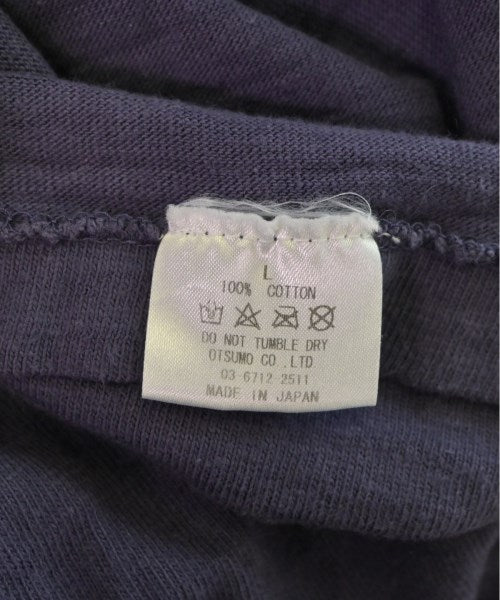 L
100% COTTON
DO NOT TUMBLE DRY
OTSUMO CO .LTD
03-6712 2511
MADE IN JAPAN